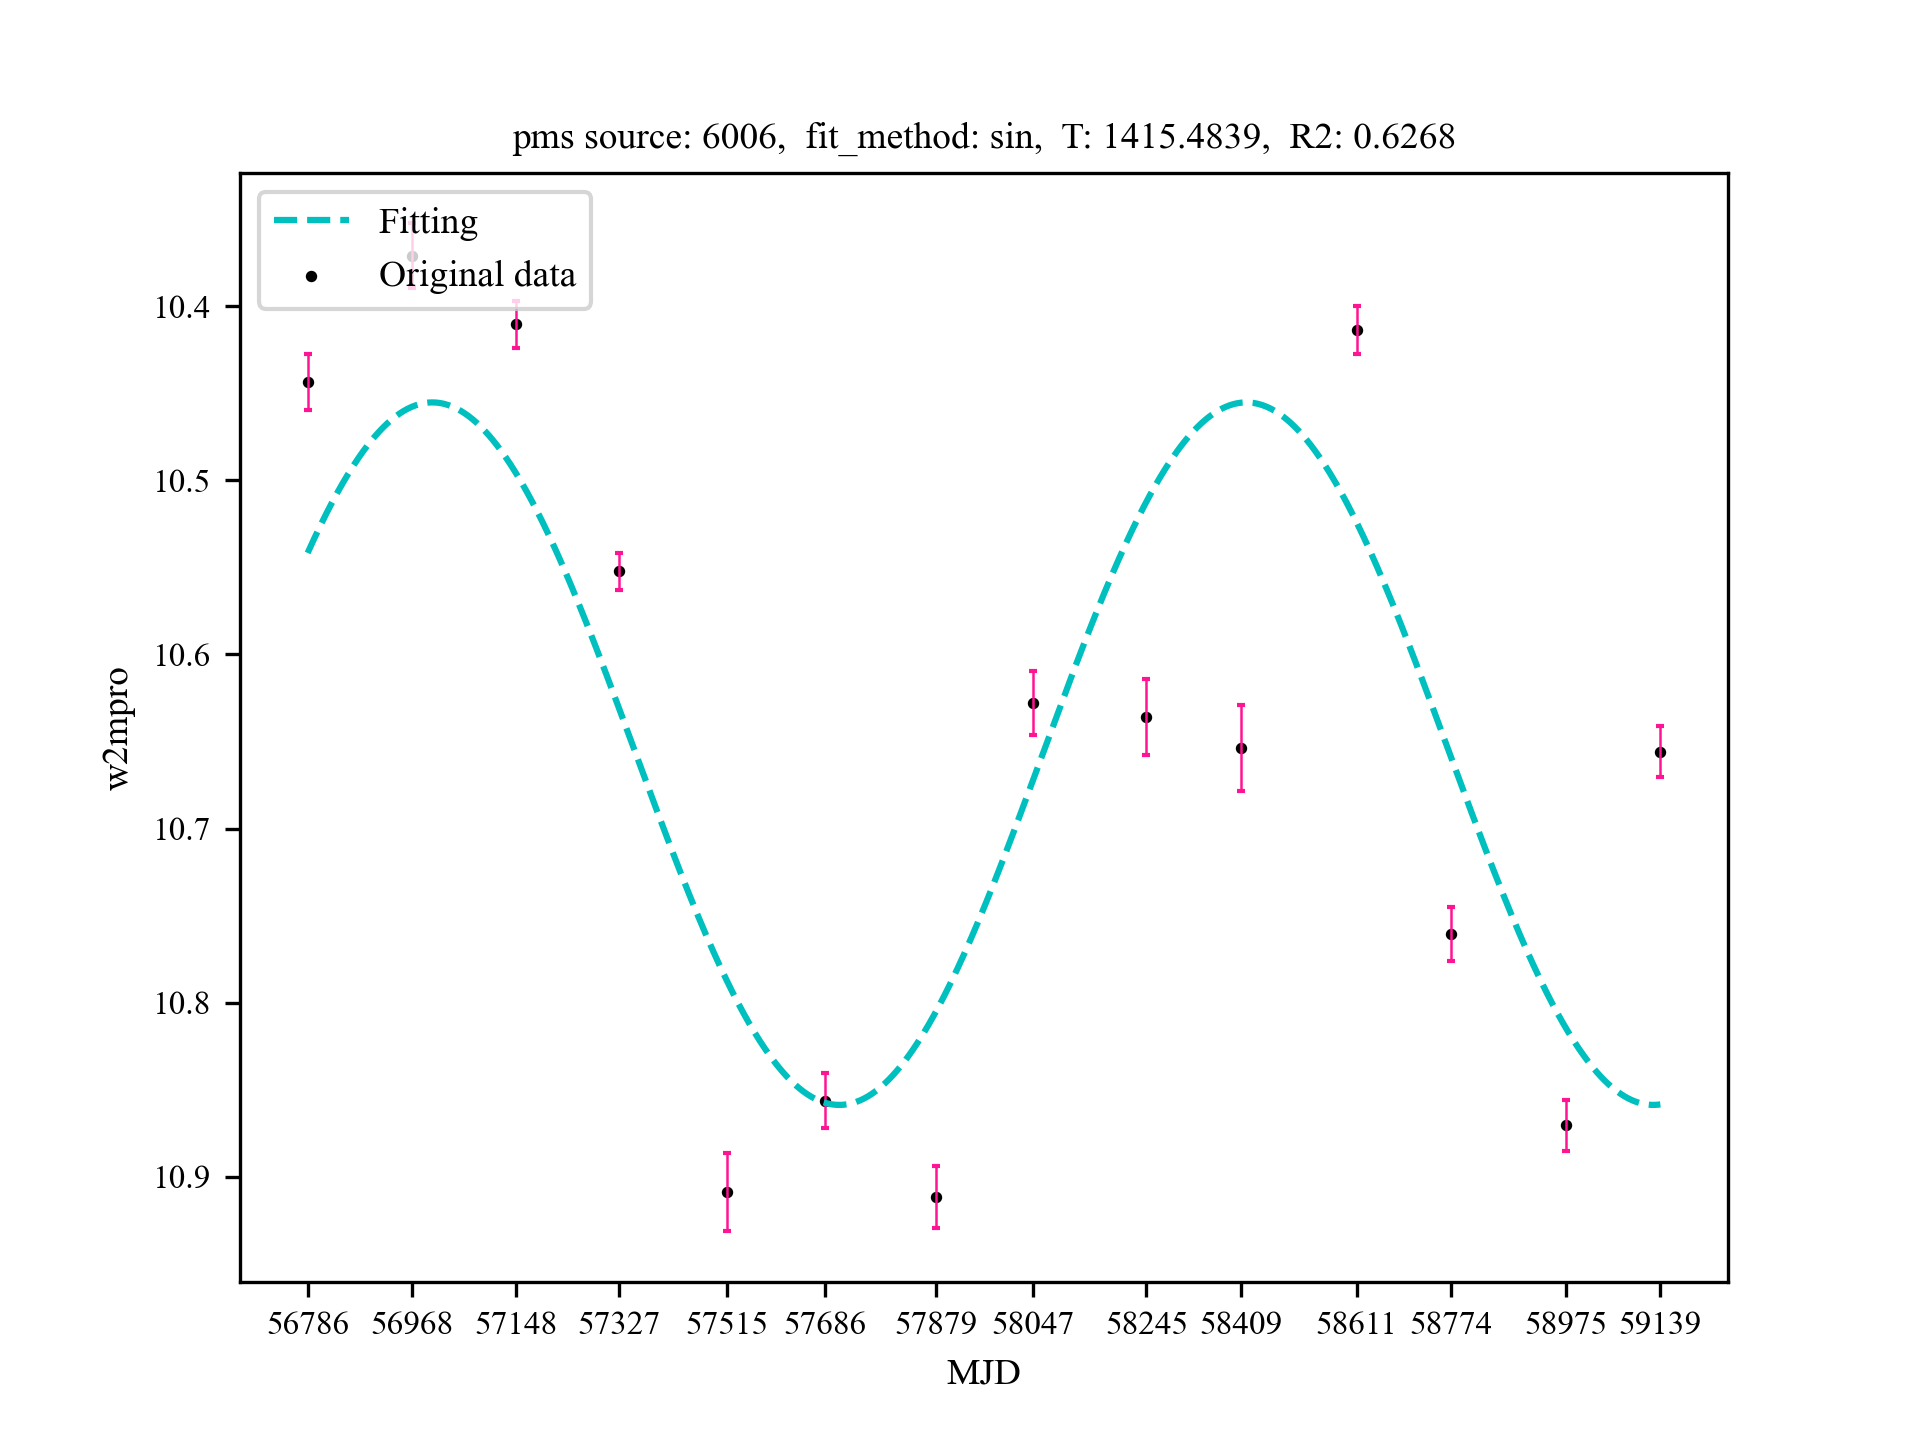 pms source: 6006, fit_method: sin, T: 1415.4839, R2: 0.6268
Fitting
Original data
10.4
10.5
10.6
10.7
10.8
10.9
w2mpro
56786 56968 57148 57327 57515 57686 57879 58047 58245 58409 58611 58774 58975 59139
MJD